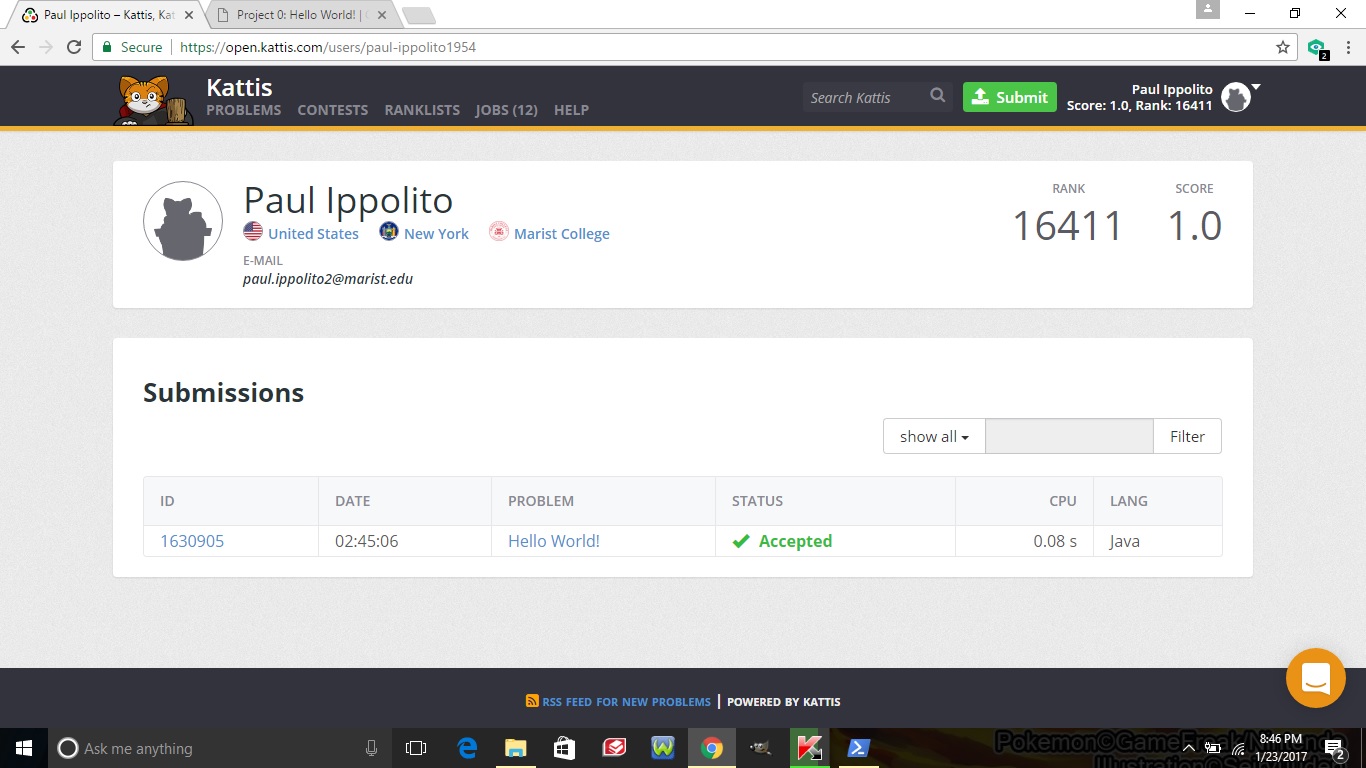 Paul Ippolito – Kattis, Kat
Project 0: Hello World! |
Secure https://open.kattis.com/users/paul-ippolito1954
2
Kattis
PROBLEMS CONTESTS RANKLISTS JOBS (12) HELP
Search Kattis
Submit
Paul Ippolito
Score: 1.0, Rank: 16411
Paul Ippolito
United States New York Marist College
E-MAIL
paul.ippolito2@marist.edu
RANK SCORE
16411 1.0
Submissions
show all Filter
ID DATE PROBLEM STATUS CPU LANG
1630905 02:45:06 Hello World! Accepted 0.08 s Java
RSS FEED FOR NEW PROBLEMS | POWERED BY KATTIS
Ask me anything
Pokemon©GameFreak/Nintendo
8:46 PM
1/23/2017
2